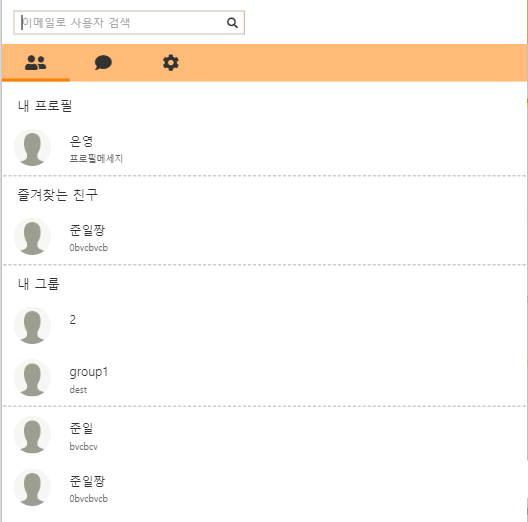 이메일로 사용자 검색
내 프로필
은영
프로필메세지
즐겨찾는 친구
준일짱
0bvcbvcb
내 그룹
2
group1
dest
준일
bvcbcv
준일짱
0bvcbvcb